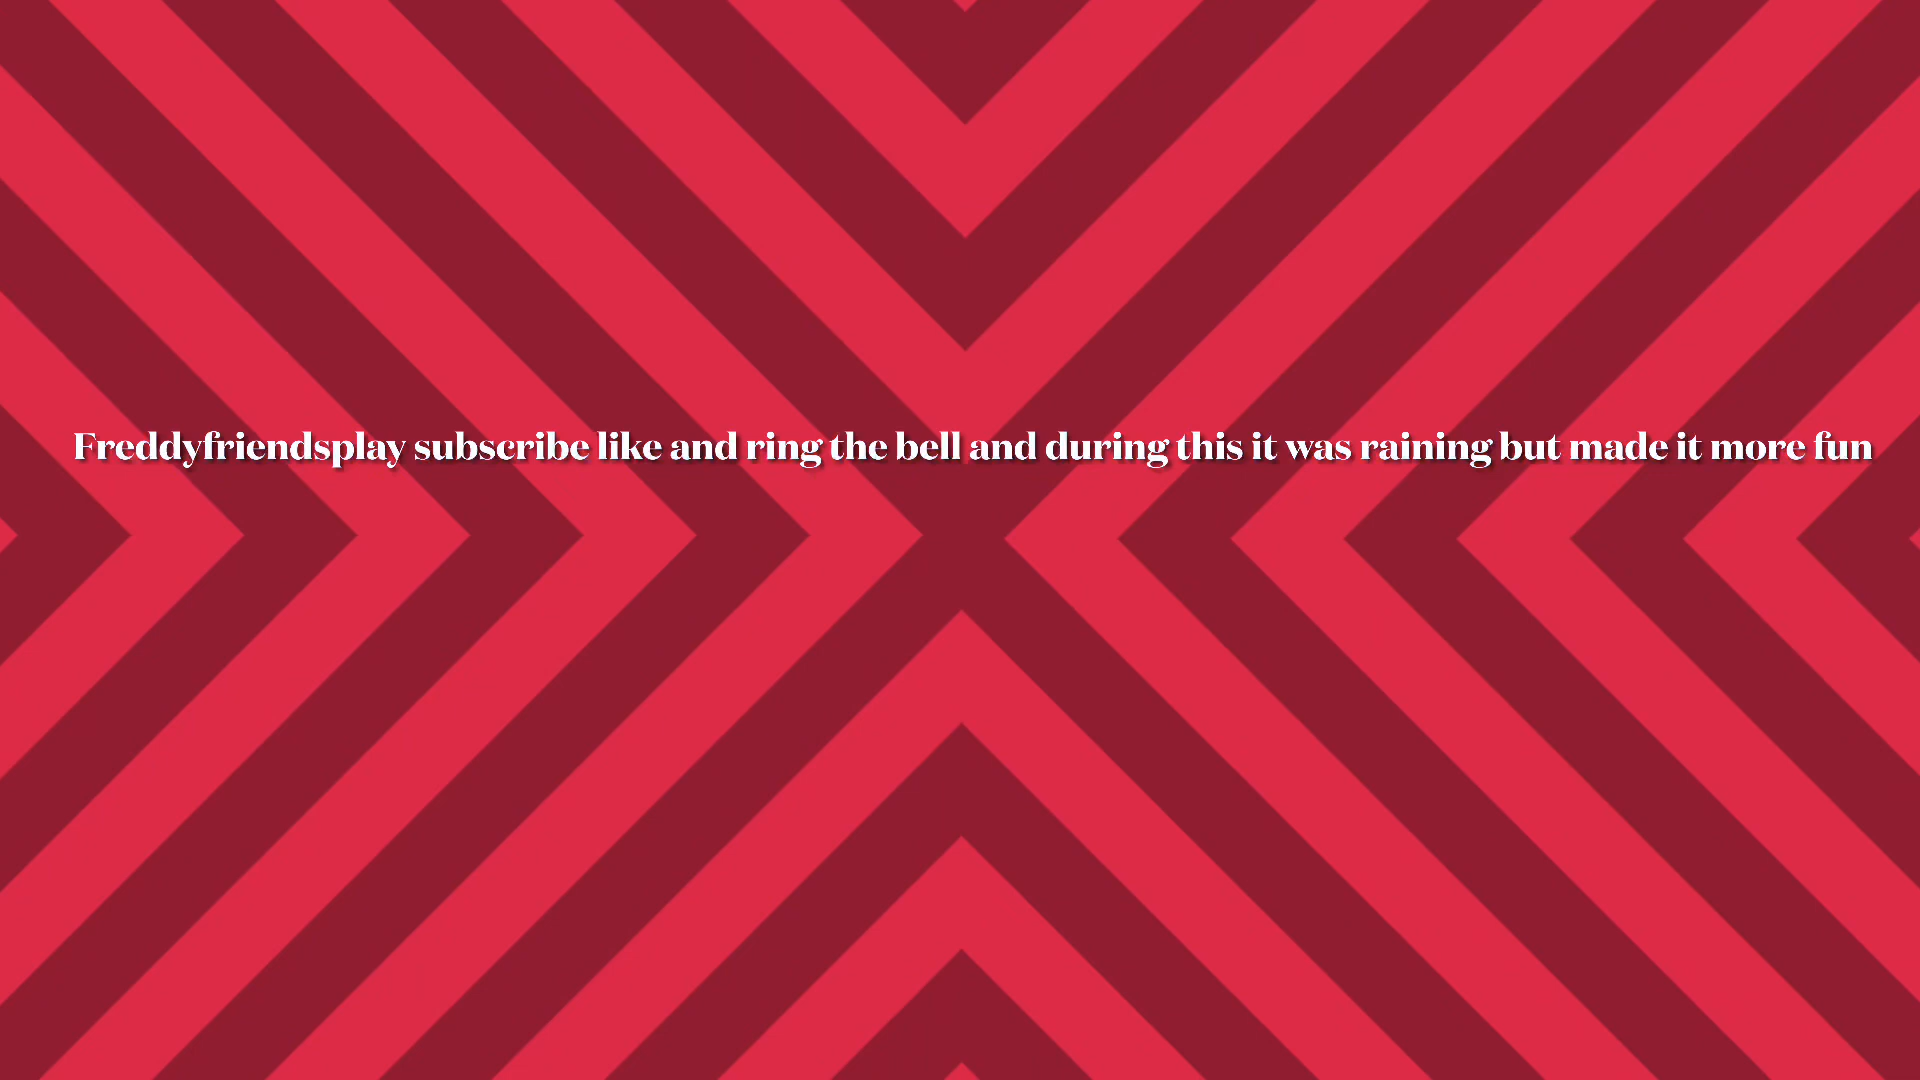 Freddyfriendsplay subscribe like and ring the bell and during this it was raining but made it more fun